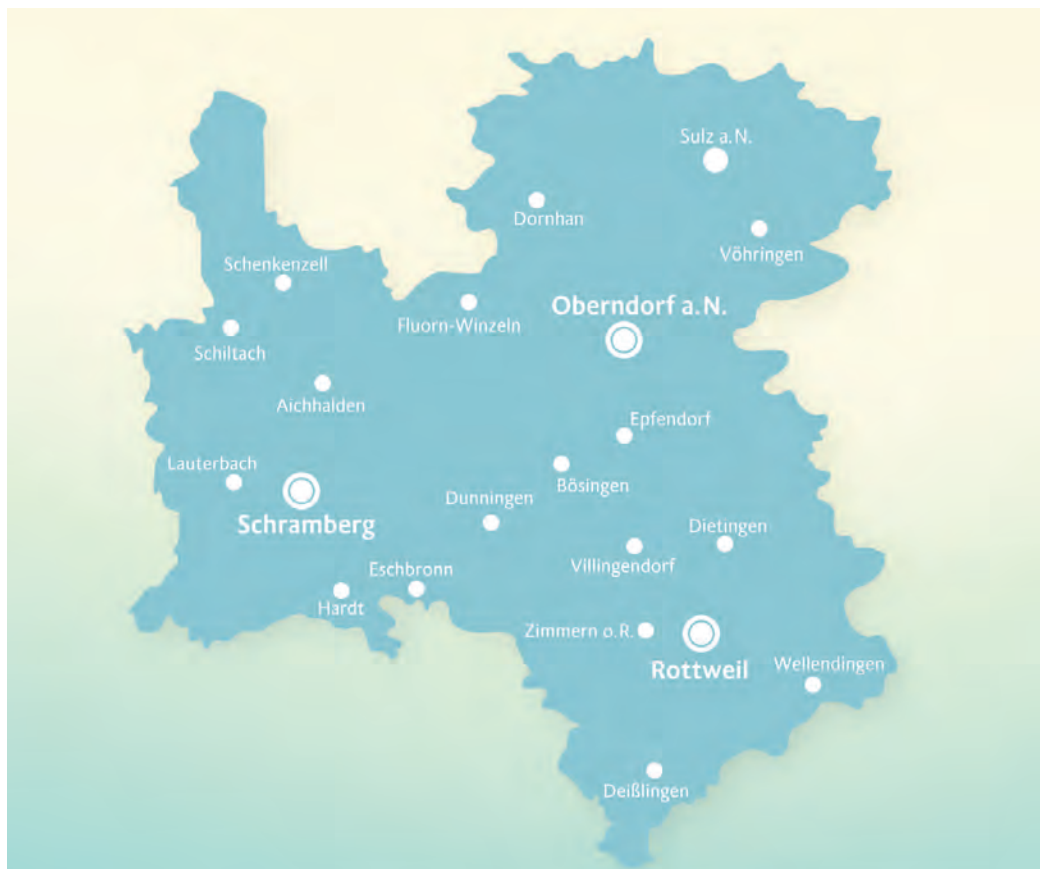 Sulz a.N.
Dornhan
Vöhringen
Schenkenzell
Oberndorf a.N.
Fluorn-Winzeln
Schiltach
Aichhalden
Epfendorf
Lauterbach
Bösingen
Dunningen
Schramberg
Dietingen
Villingendorf
Eschbronn
Hardt
Zimmern o.R.
Rottweil
Wellendingen
Deißlingen